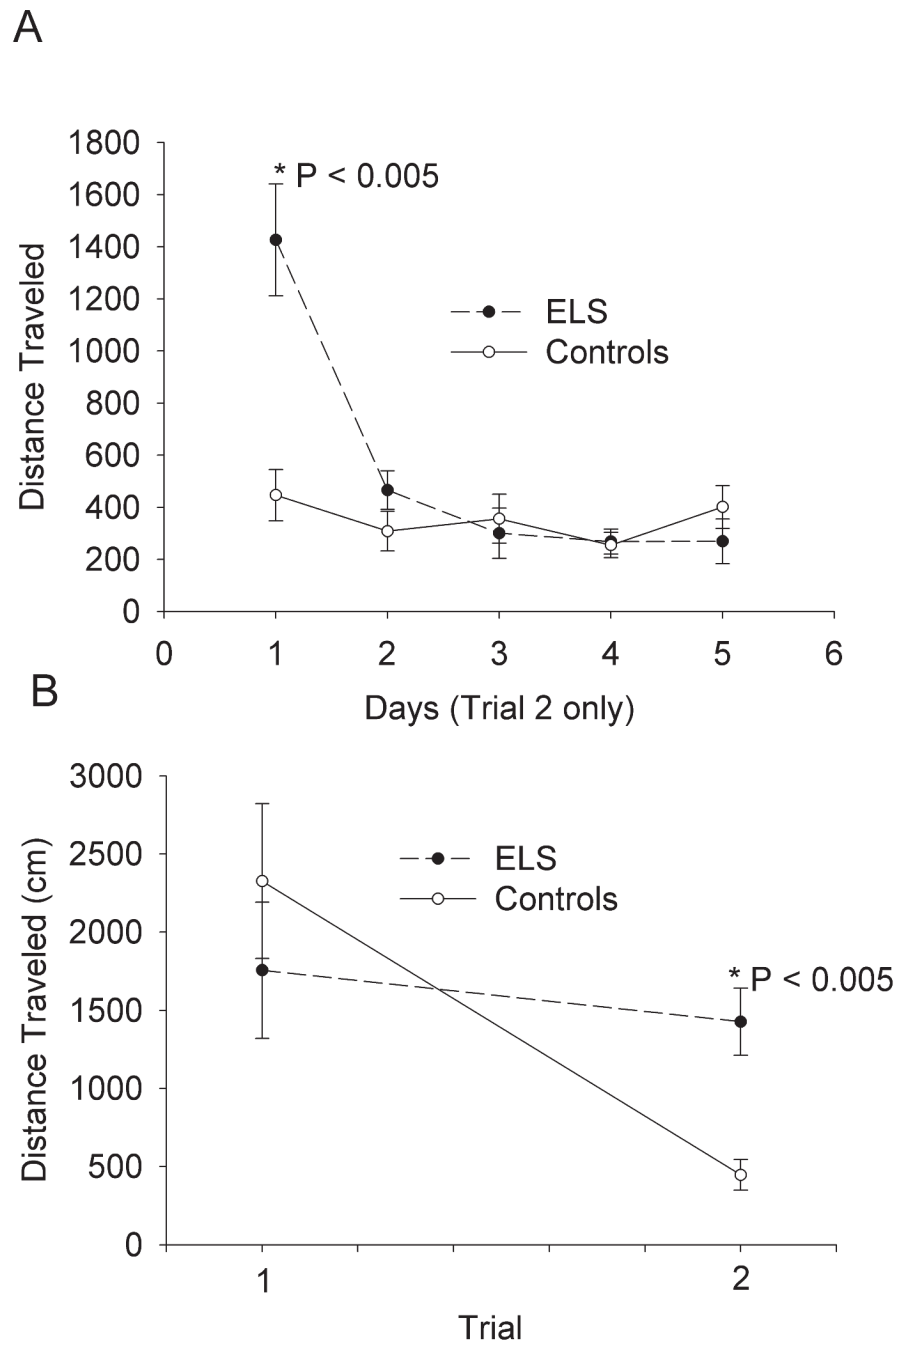 A
1800
1600
1400
1200
1000
800
600
400
200
0
Distance Traveled
* P < 0.005
ELS
Controls
0 1 2 3 4 5 6
Days (Trial 2 only)
B
3000
2500
2000
1500
1000
500
0
Distance Traveled (cm)
ELS
Controls
* P < 0.005
1 2
Trial